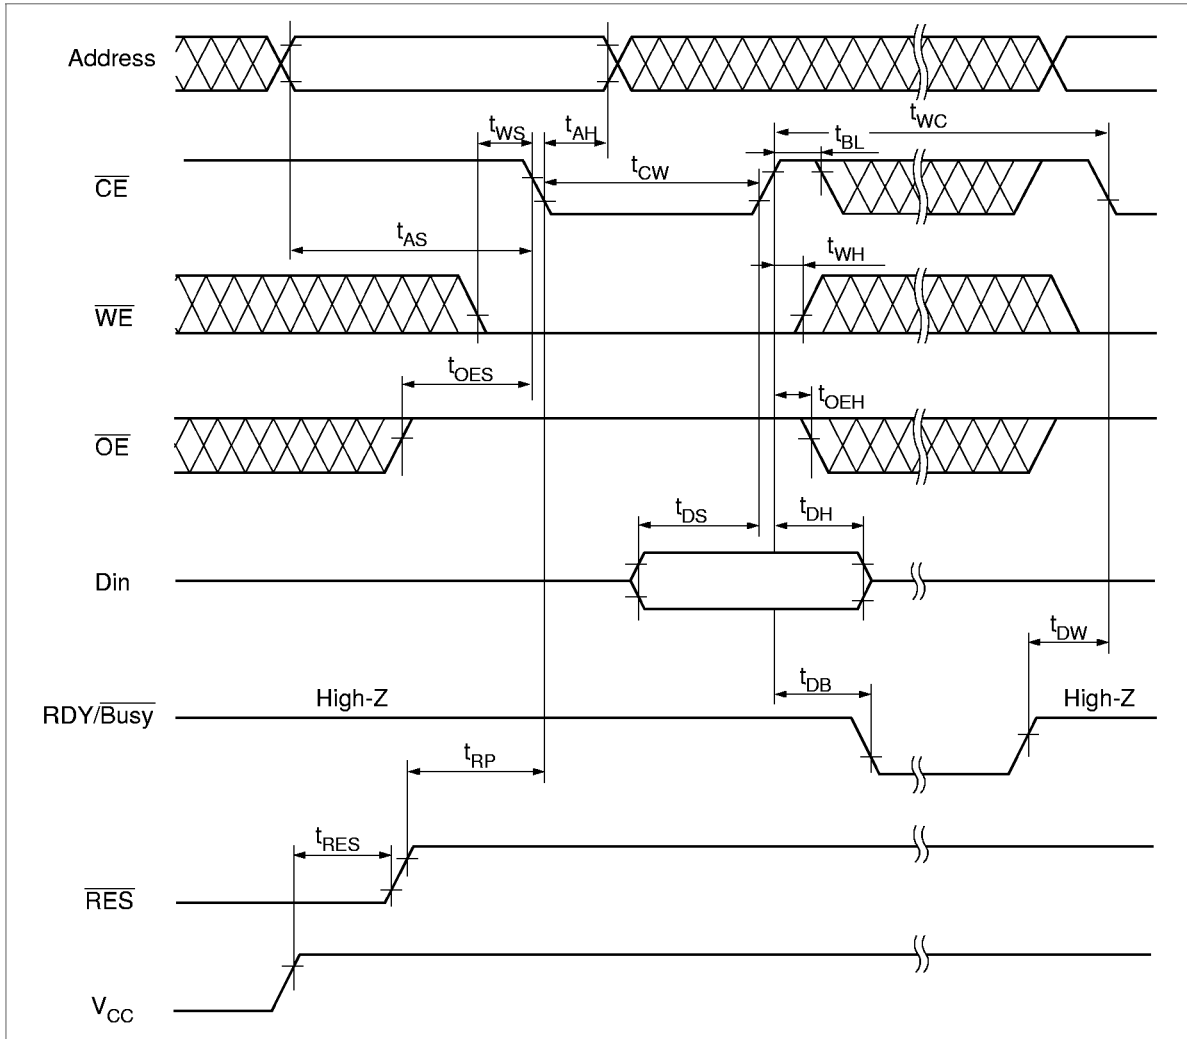 Address
tWC
tWS
tAH
tBL
CE
tCW
tAS
tWH
WE
tOES
tOEH
OE
tDS
tDH
Din
tDW
tDB
High-Z
High-Z
RDY/Busy
tRP
tRES
RES
VCC